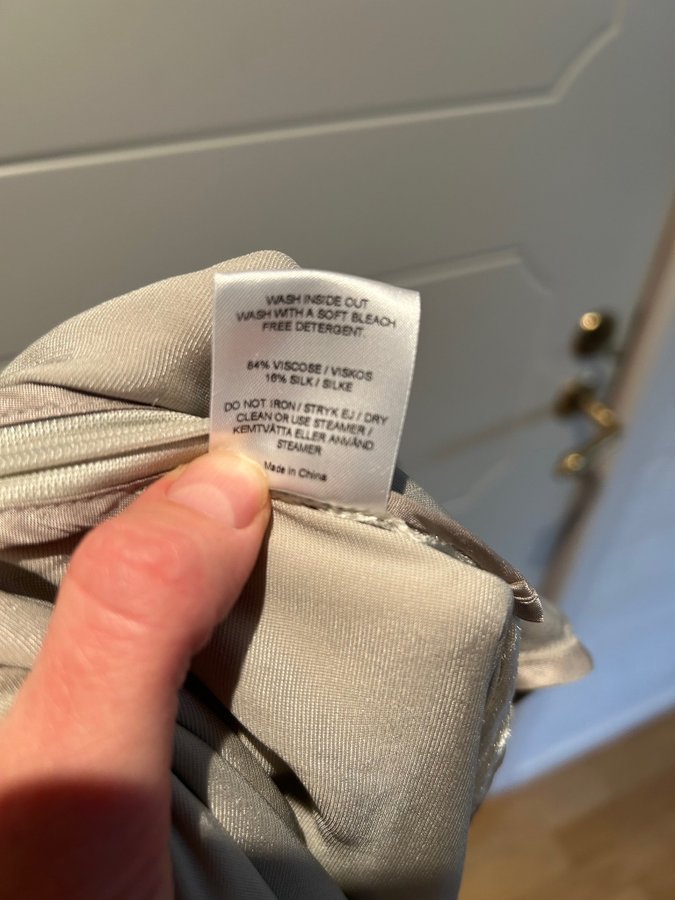 WASH INSIDE OUT
WASH WITH A SOFT BLEACH
FREE DETERGENT.
84% VISCOSE / VISKOS
16% SILK / SILKE
DO NOT IRON / STRYK EJ / DRY
CLEAN OR USE STEAMER /
KEMTVÄTTA ELLER ANVÄND
STEAMER
Made in China